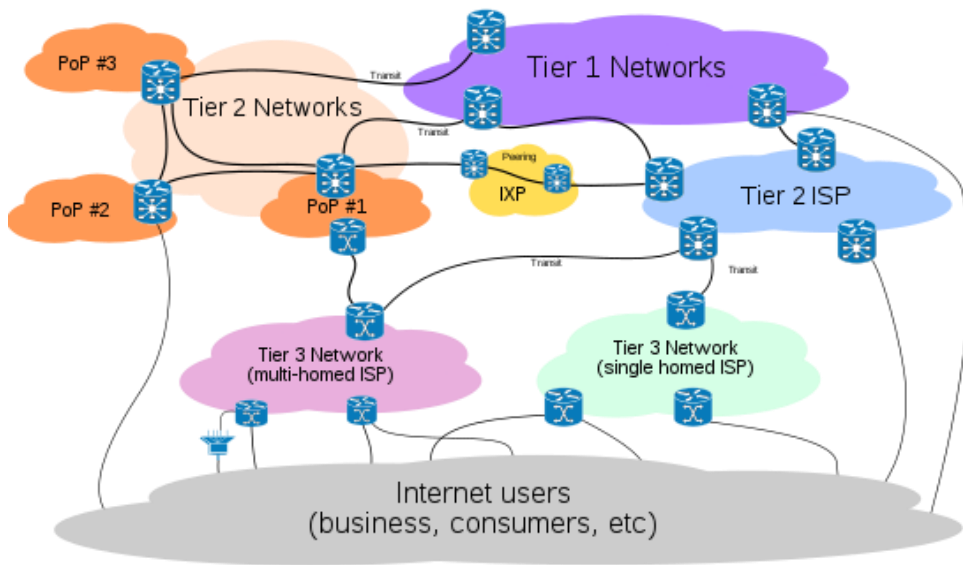 PoP #3
Tier 1 Networks
Transit
Tier 2 Networks
Transit
Peering
IXP
Tier 2 ISP
PoP #2
PoP #1
Transit
Transit
Tier 3 Network
(multi-homed ISP)
Tier 3 Network
(single homed ISP)
Internet users
(business, consumers, etc)